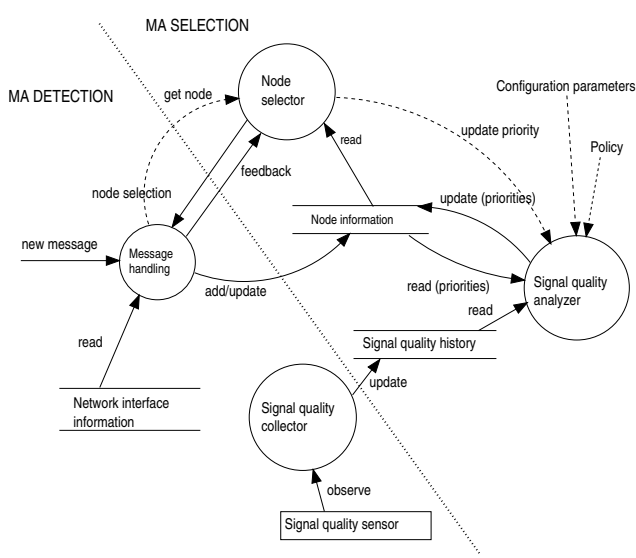 MA SELECTION
MA DETECTION
get node
Node
selector
Configuration parameters
update priority
Policy
read
feedback
node selection
update (priorities)
Node information
new message
Message
handling
add/update
read (priorities)
Signal quality
analyzer
read
read
Signal quality history
update
Network interface
information
Signal quality
collector
observe
Signal quality sensor